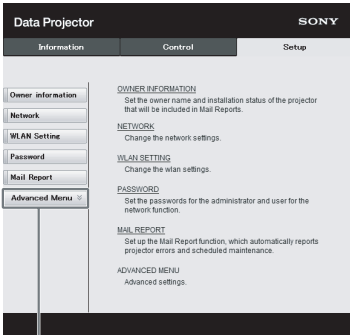 Data Projector
SONY
Information
Control
Setup
Owner information
Network
WLAN Setting
Password
Mail Report
Advanced Menu
OWNER INFORMATION
Set the owner name and installation status of the projector
that will be included in Mail Reports.
NETWORK
Change the network settings.
WLAN SETTING
Change the wlan settings.
PASSWORD
Set the passwords for the administrator and user for the
network function.
MAIL REPORT
Set up the Mail Report function, which automatically reports
projector errors and scheduled maintenance.
ADVANCED MENU
Advanced settings.